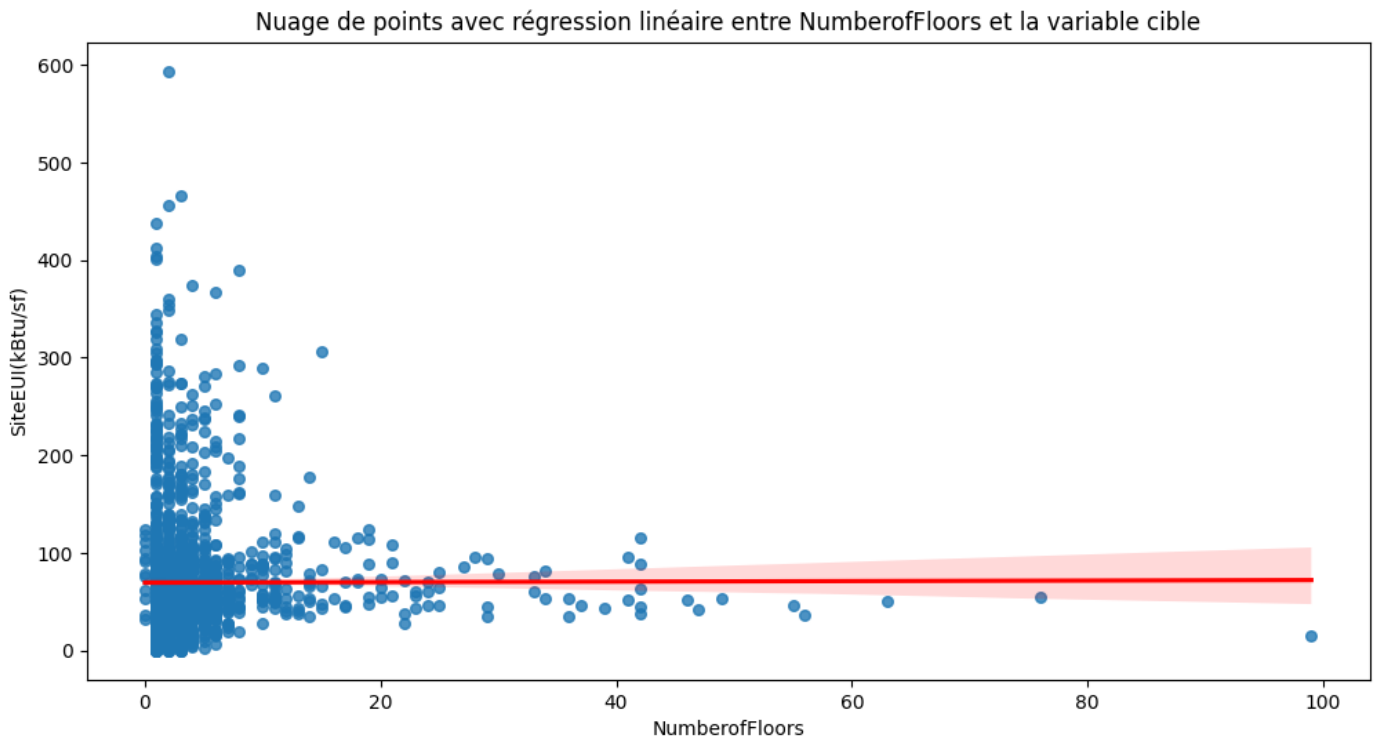 Nuage de points avec régression linéaire entre NumberofFloors et la variable cible
600
500
400
300
200
100
0
SiteEUI(kBtu/sf)
0 20 40 60 80 100
NumberofFloors